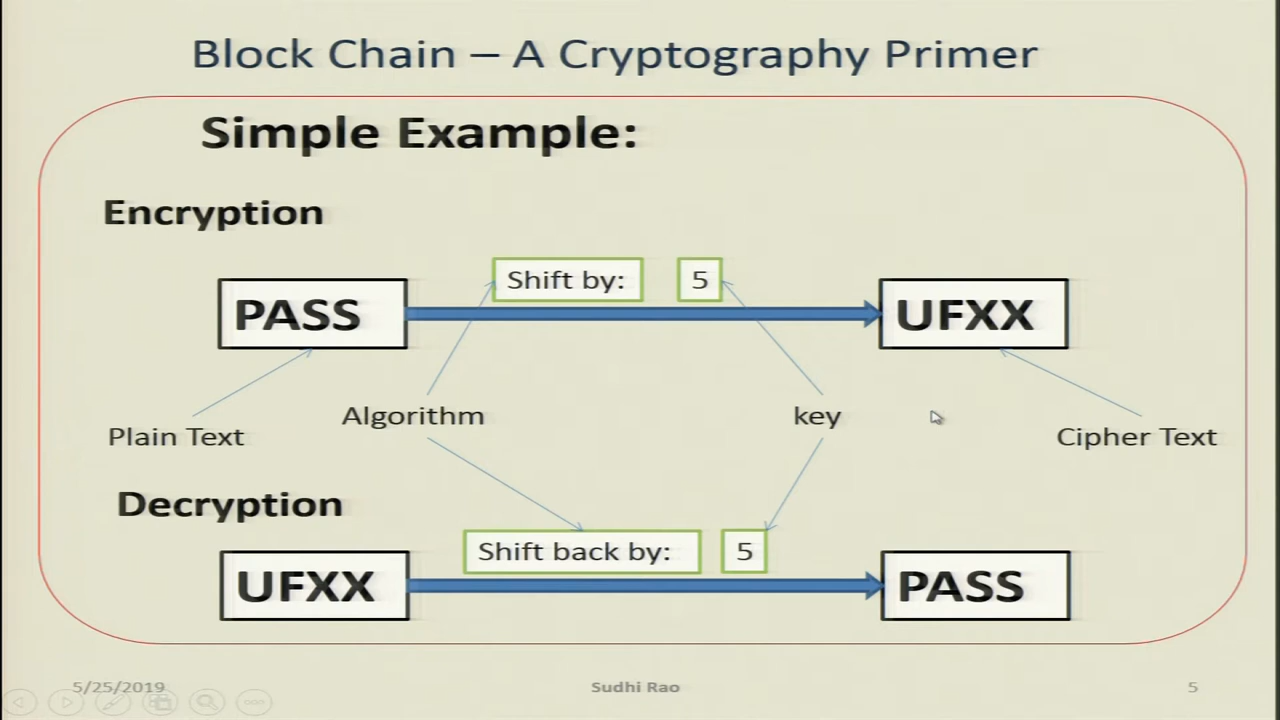 Block Chain – A Cryptography Primer
Simple Example:
Encryption
Shift by: 5
PASS UFXX
Algorithm key
Plain Text Cipher Text
Decryption
Shift back by: 5
UFXX PASS
5/25/2019 Sudhi Rao 5